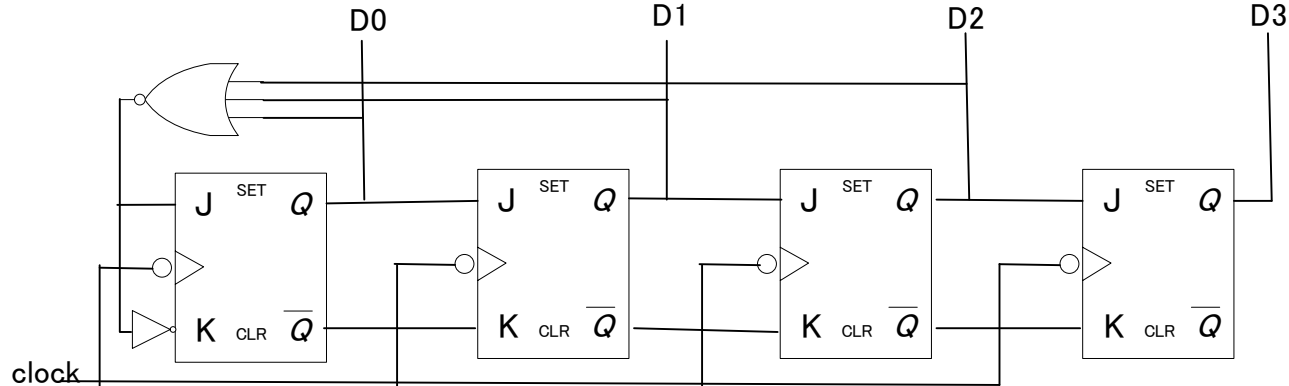 D0 D1 D2 D3
J SET Q J SET Q J SET Q J SET Q
K CLR Q K CLR Q K CLR Q K CLR Q
clock